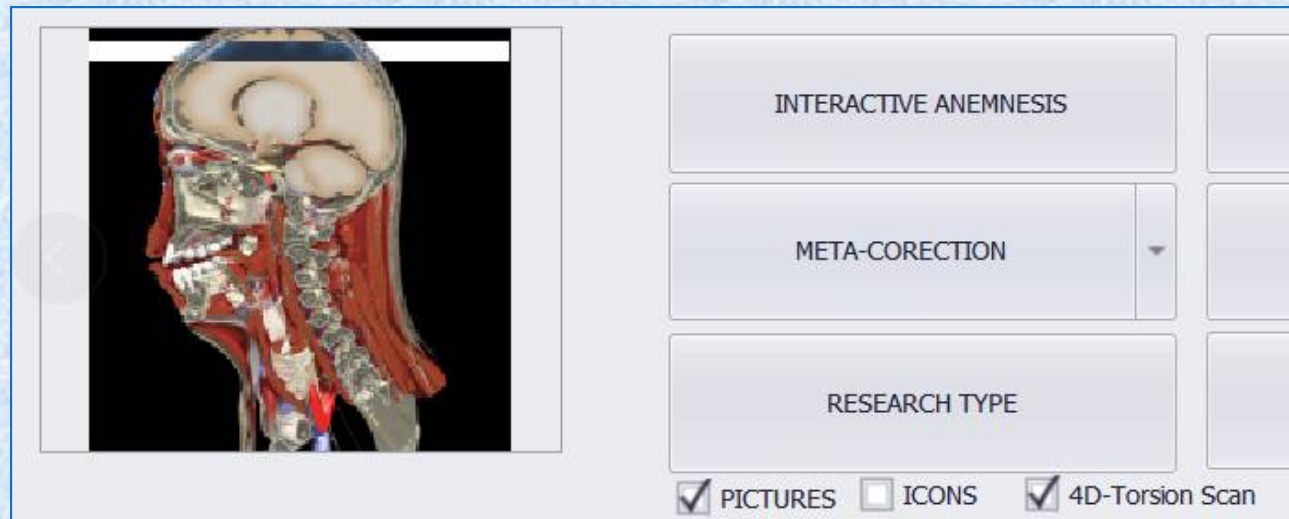 INTERACTIVE ANEMNESIS
META-CORECTION
RESEARCH TYPE
PICTURES ICONS 4D-Torsion Scan